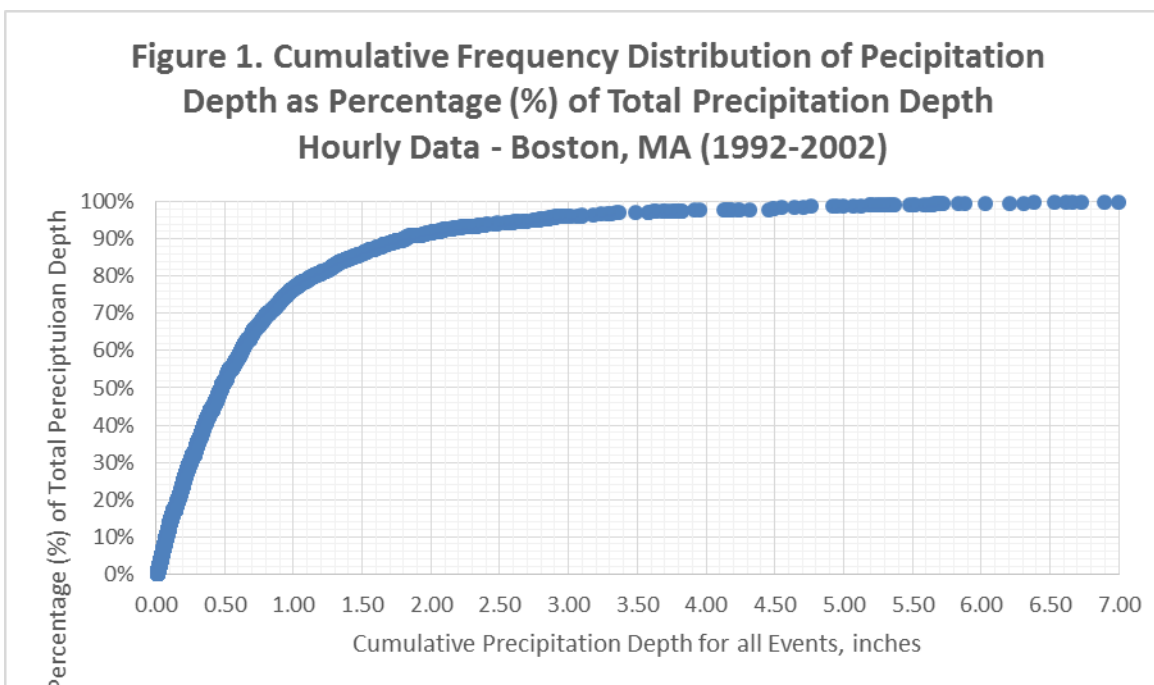 Figure 1. Cumulative Frequency Distribution of Pecipitation
Depth as Percentage (%) of Total Precipitation Depth
Hourly Data - Boston, MA (1992-2002)
Percentage (%) of Total Pereciptuioan Depth
100%
90%
80%
70%
60%
50%
40%
30%
20%
10%
0%
0.00 0.50 1.00 1.50 2.00 2.50 3.00 3.50 4.00 4.50 5.00 5.50 6.00 6.50 7.00
Cumulative Precipitation Depth for all Events, inches